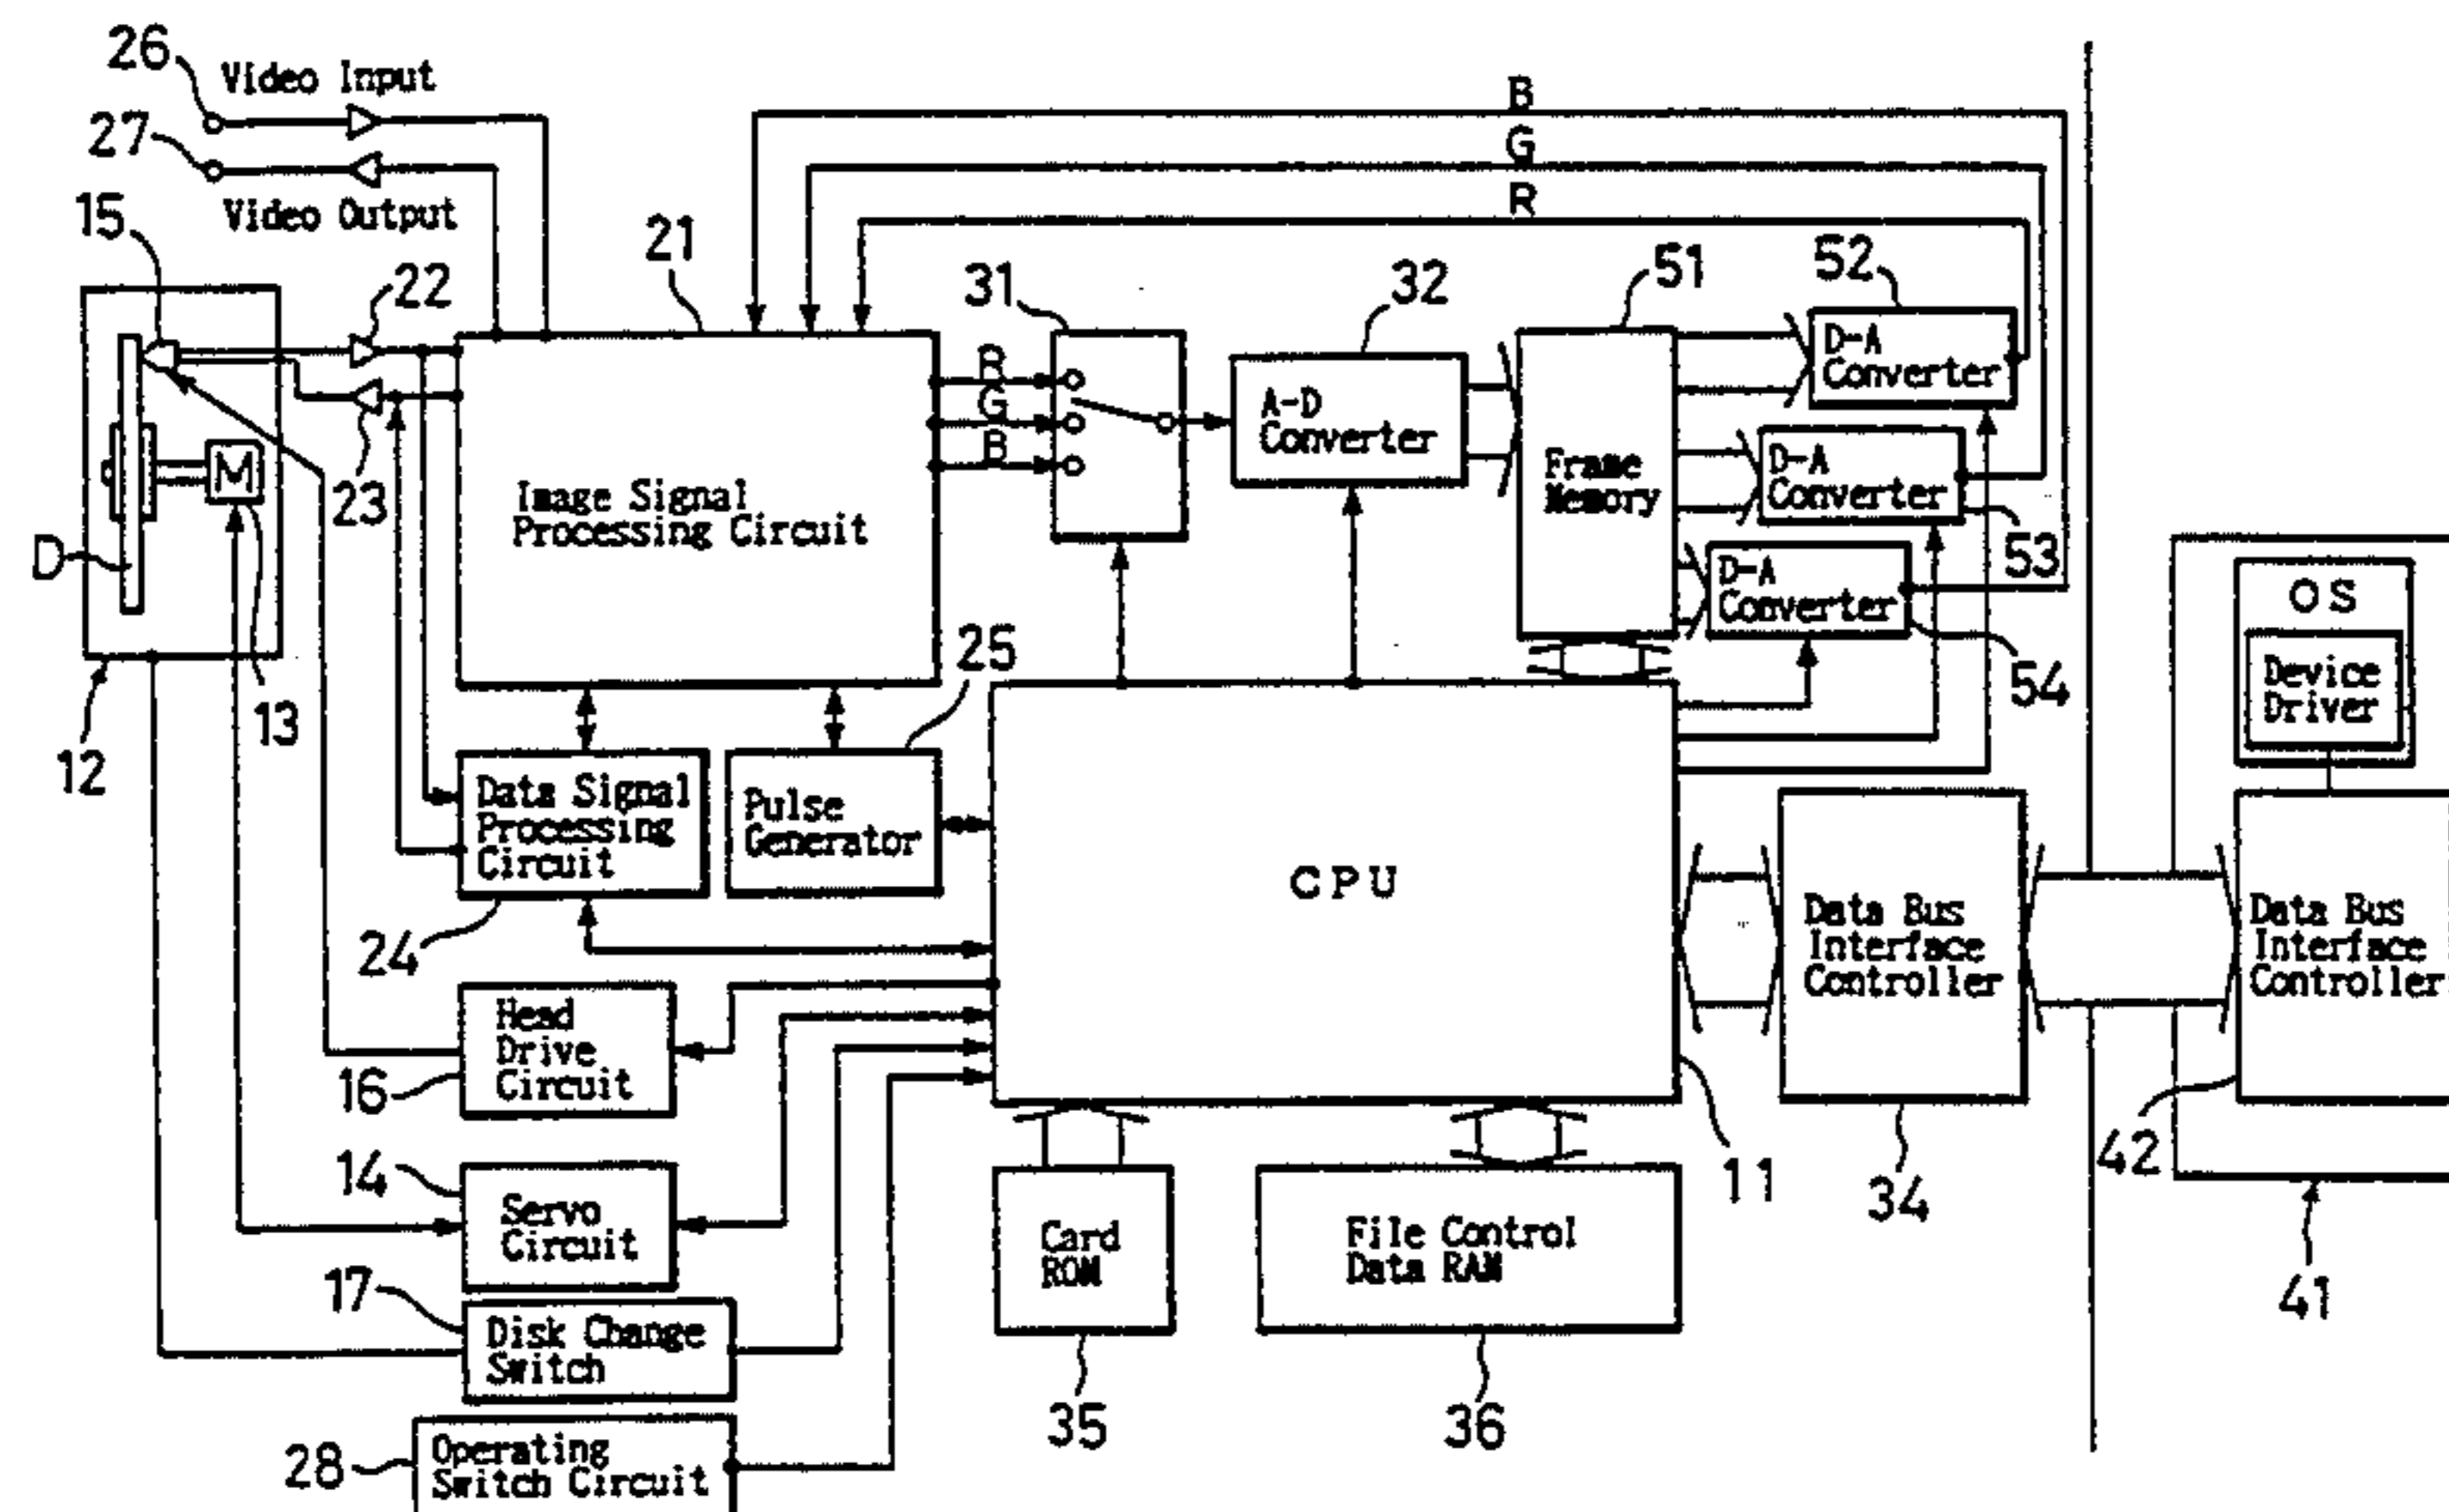 26
Video Input
27
Video Output
B
G
R
15
22
21
31
32
51
52
D-A
Converter
R
G
B
A-D
Converter
Frame
Memory
D-A
Converter
53
D-A
Converter
54
M
23
D
Image Signal
Processing Circuit
12
13
25
OS
Device
Driver
Data Signal
Processing
Circuit
24
Pulse
Generator
CPU
Data Bus
Interface
Controller
Data Bus
Interface
Controller
Head
Drive
Circuit
16
14
Servo
Circuit
17
Disk Change
Switch
28
Operating
Switch Circuit
Card
ROM
35
File Control
Data RAM
36
11
34
42
41